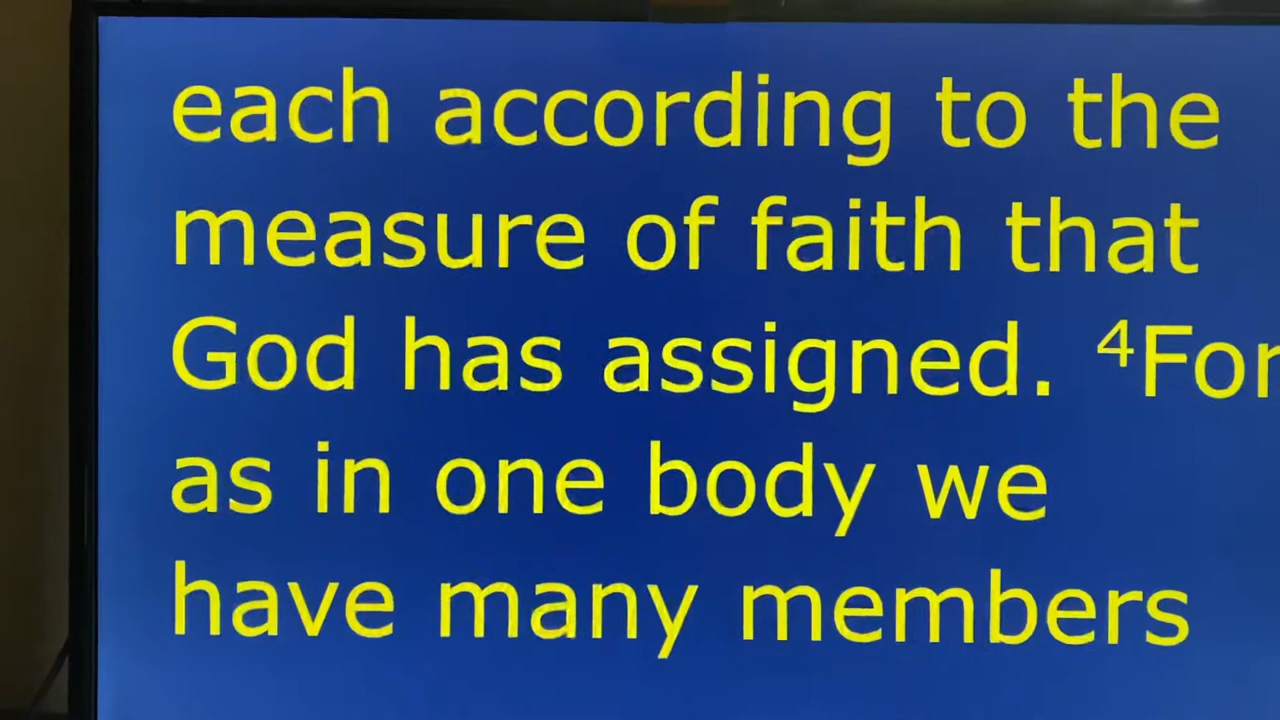 each according to the
measure of faith that
God has assigned. ⁴For
as in one body we
have many members